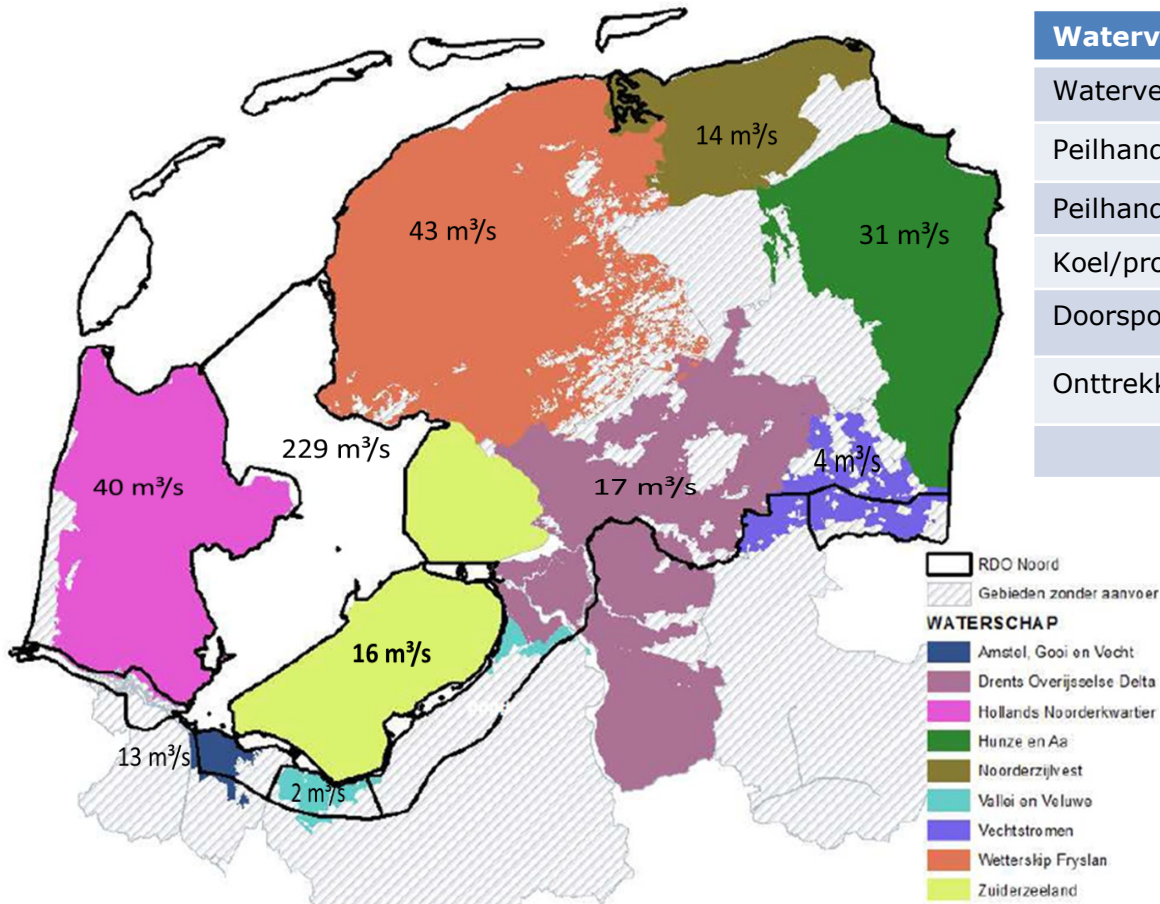 Waterv
Waterve
14 m³/s
Peilhand
Peilhand
43 m³/s
31 m³/s
Koel/pro
Doorspo
Onttrekk
229 m³/s
4 m³/s
40 m³/s
17 m³/s
RDO Noord
Gebieden zonder aanvoer
WATERSCHAP
16 m³/s
Amstel, Gooi en Vecht
Drents Overijsselse Delta
Hollands Noorderkwartier
13 m³/s
Hunze en Aa
Noorderzijlvest
2 m³/s
Vallei en Veluwe
Vechtstromen
Wetterskip Fryslan
Zuiderzeeland